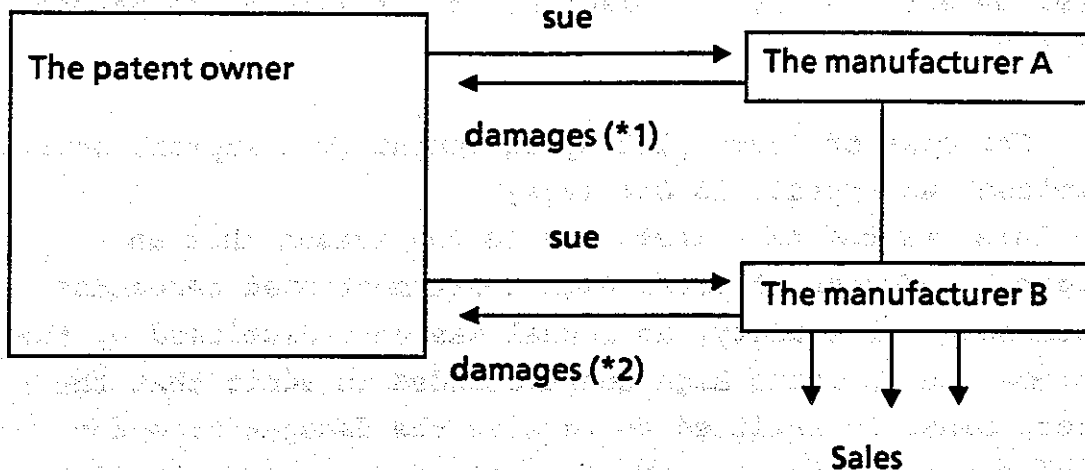 sue
The patent owner
The manufacturer A
damages (*1)
sue
The manufacturer B
damages (*2)
Sales